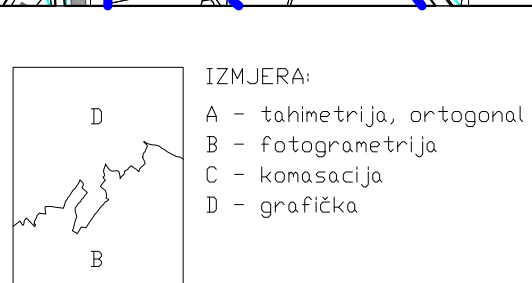 IZMJERA:
D
A - tahimetrija, ortogonal
B - fotogrametrija
C - komasacija
D - grafička
B